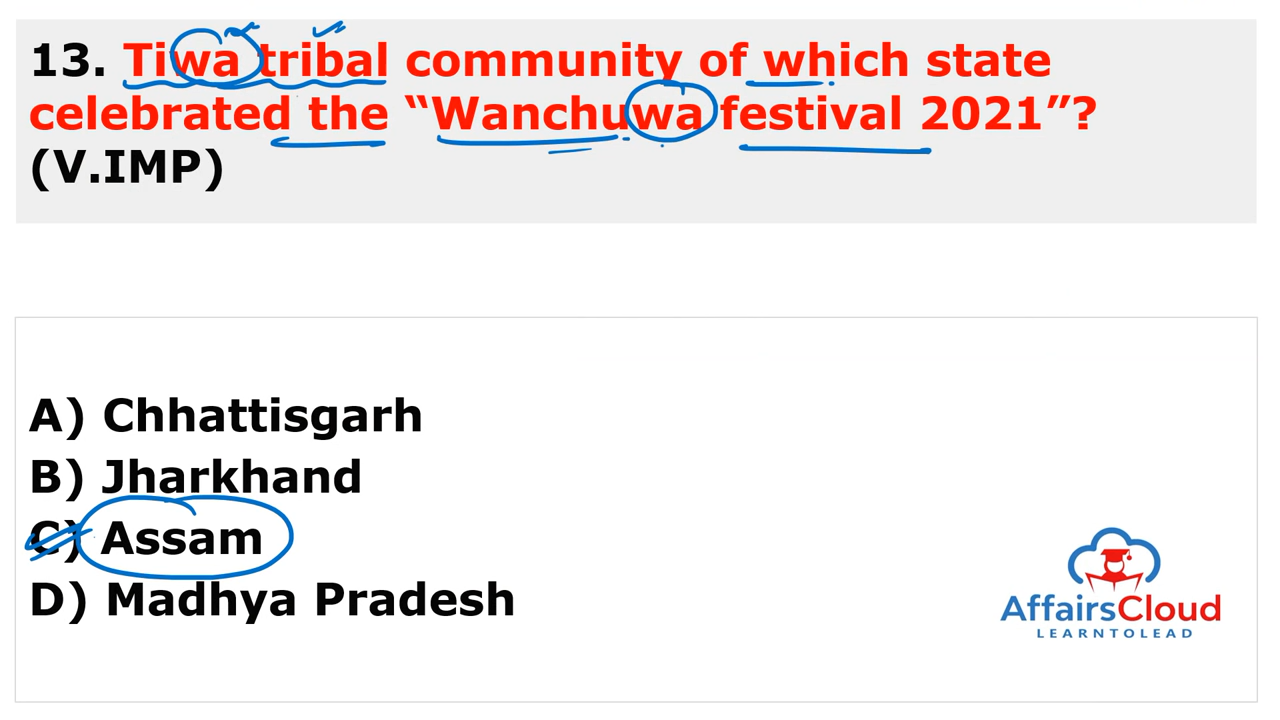 13. Tiwa tribal community of which state
celebrated the “Wanchuwa festival 2021”?
(V.IMP)
A) Chhattisgarh
B) Jharkhand
C) Assam
D) Madhya Pradesh
AffairsCloud
LEARNTOLEAD